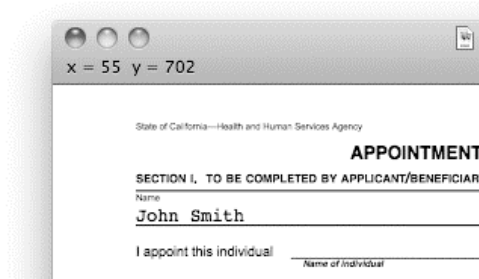 x = 55 y = 702
State of California—Health and Human Services Agency
APPOINTMENT
SECTION I. TO BE COMPLETED BY APPLICANT/BENEFICIAR
Name
John Smith
I appoint this individual
Name of Individual